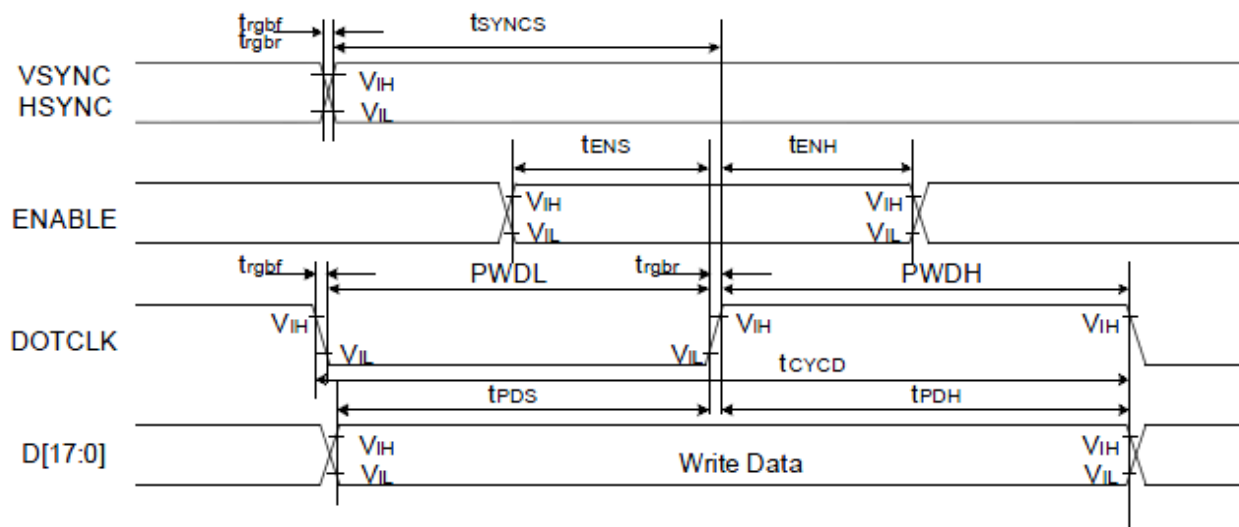 trgbf tSYNCS
trgbr
VSYNC VIH
HSYNC VIL
tENS tENH
ENABLE VIH VIH
VIL VIL
trgbf PWDL trgbr PWDH
DOTCLK VIH VIH VIH
VIL VIL
tCYCD
tPDS tPDH
D[17:0] VIH VIH
Write Data
VIL VIL